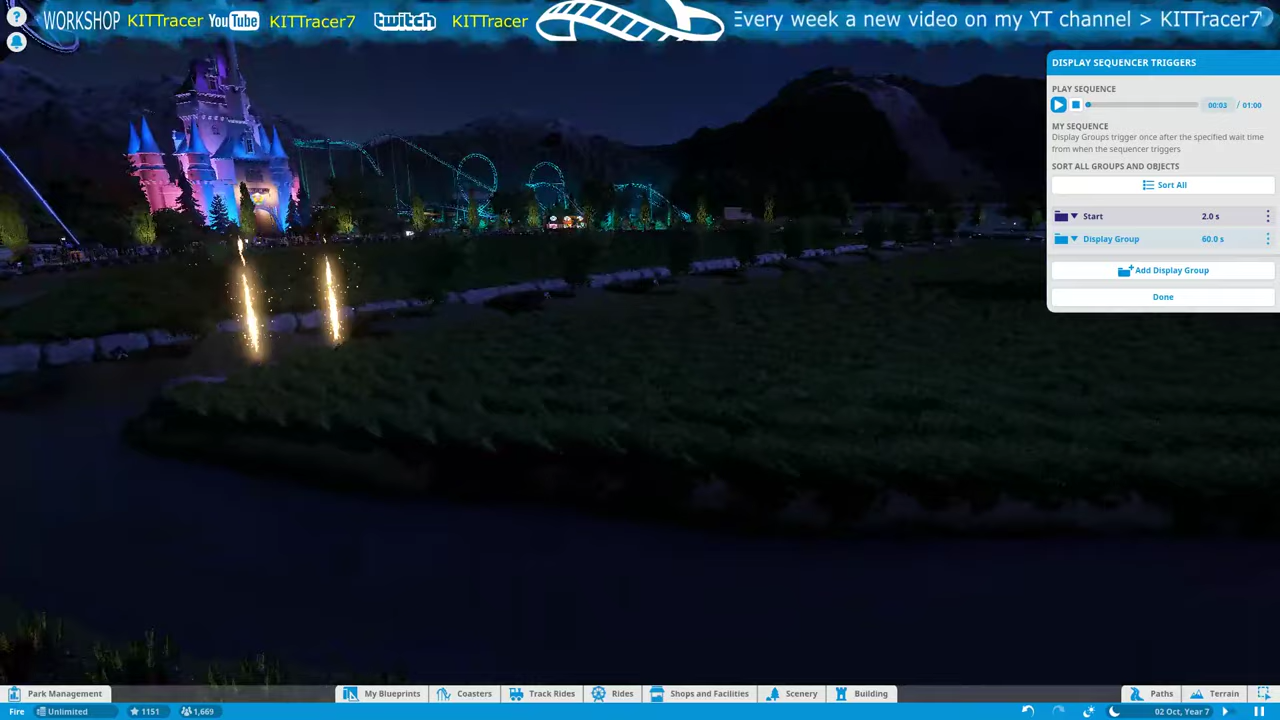 WORKSHOP KITTracer YouTube KITTracer7 twitch KITTracer Every week a new video on my YT channel > KITTracer7
?
DISPLAY SEQUENCER TRIGGERS
PLAY SEQUENCE
00:03 / 01:00
MY SEQUENCE
Display Groups trigger once after the specified wait time
from when the sequencer triggers
SORT ALL GROUPS AND OBJECTS
Sort All
Start 2.0 s
Display Group 60.0 s
Add Display Group
Done
Park Management My Blueprints Coasters Track Rides Rides Shops and Facilities Scenery Building Paths Terrain
Fire Unlimited 1151 1,669 02 Oct, Year 7